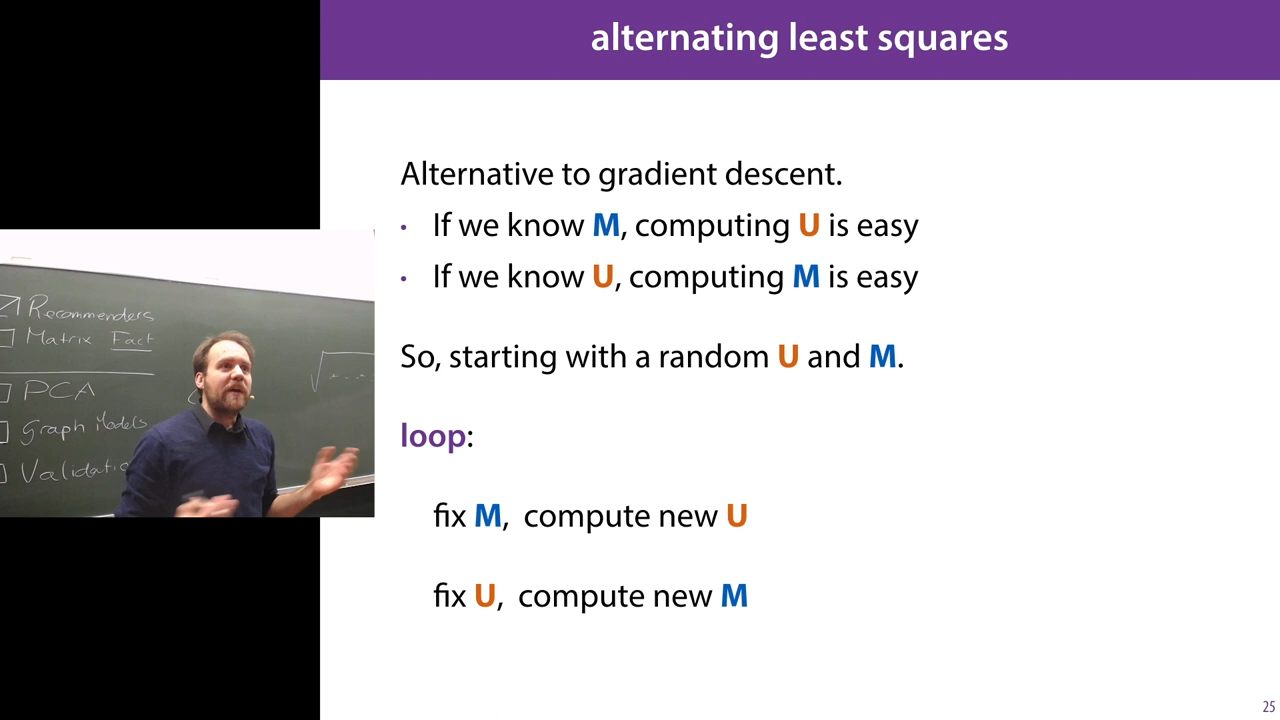 alternating least squares
Alternative to gradient descent.
• If we know M, computing U is easy
• If we know U, computing M is easy
So, starting with a random U and M.
loop:
fix M, compute new U
fix U, compute new M
25
Recommenders
Matrix Fact
PCA
Graph Models